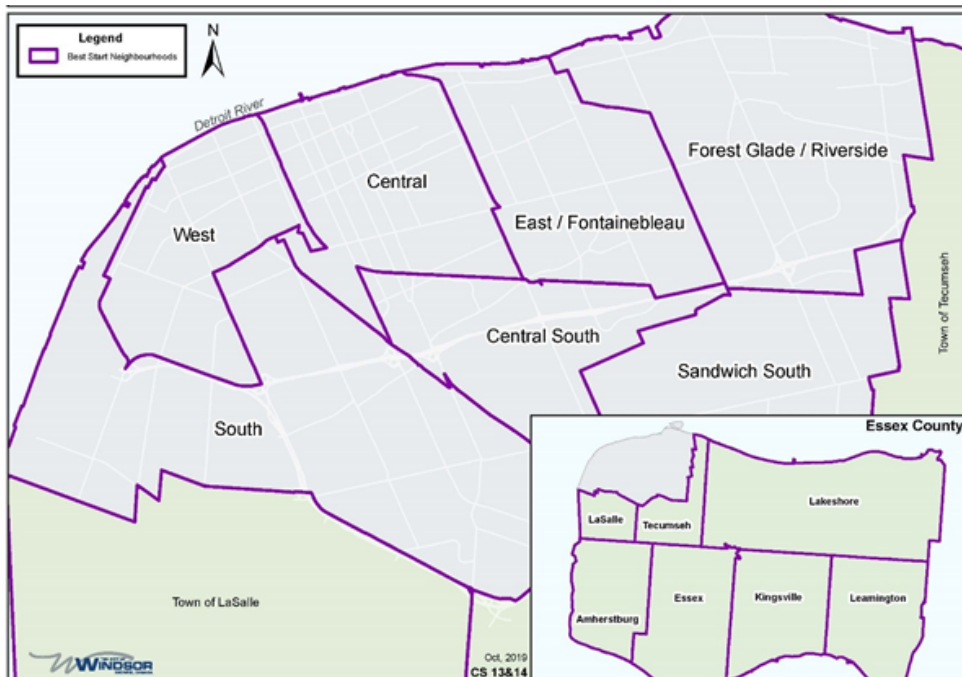 Legend
Best Start Neighbourhoods
N
Detroit River
Forest Glade / Riverside
Central
East / Fontainebleau
West
Town of Tecumseh
Central South
Sandwich South
South
Essex County
Lakeshore
LaSalle
Tecumseh
Essex
Kingsville
Leamington
Amherstburg
Town of LaSalle
WINDSOR
Oct, 2019
CS 13&14